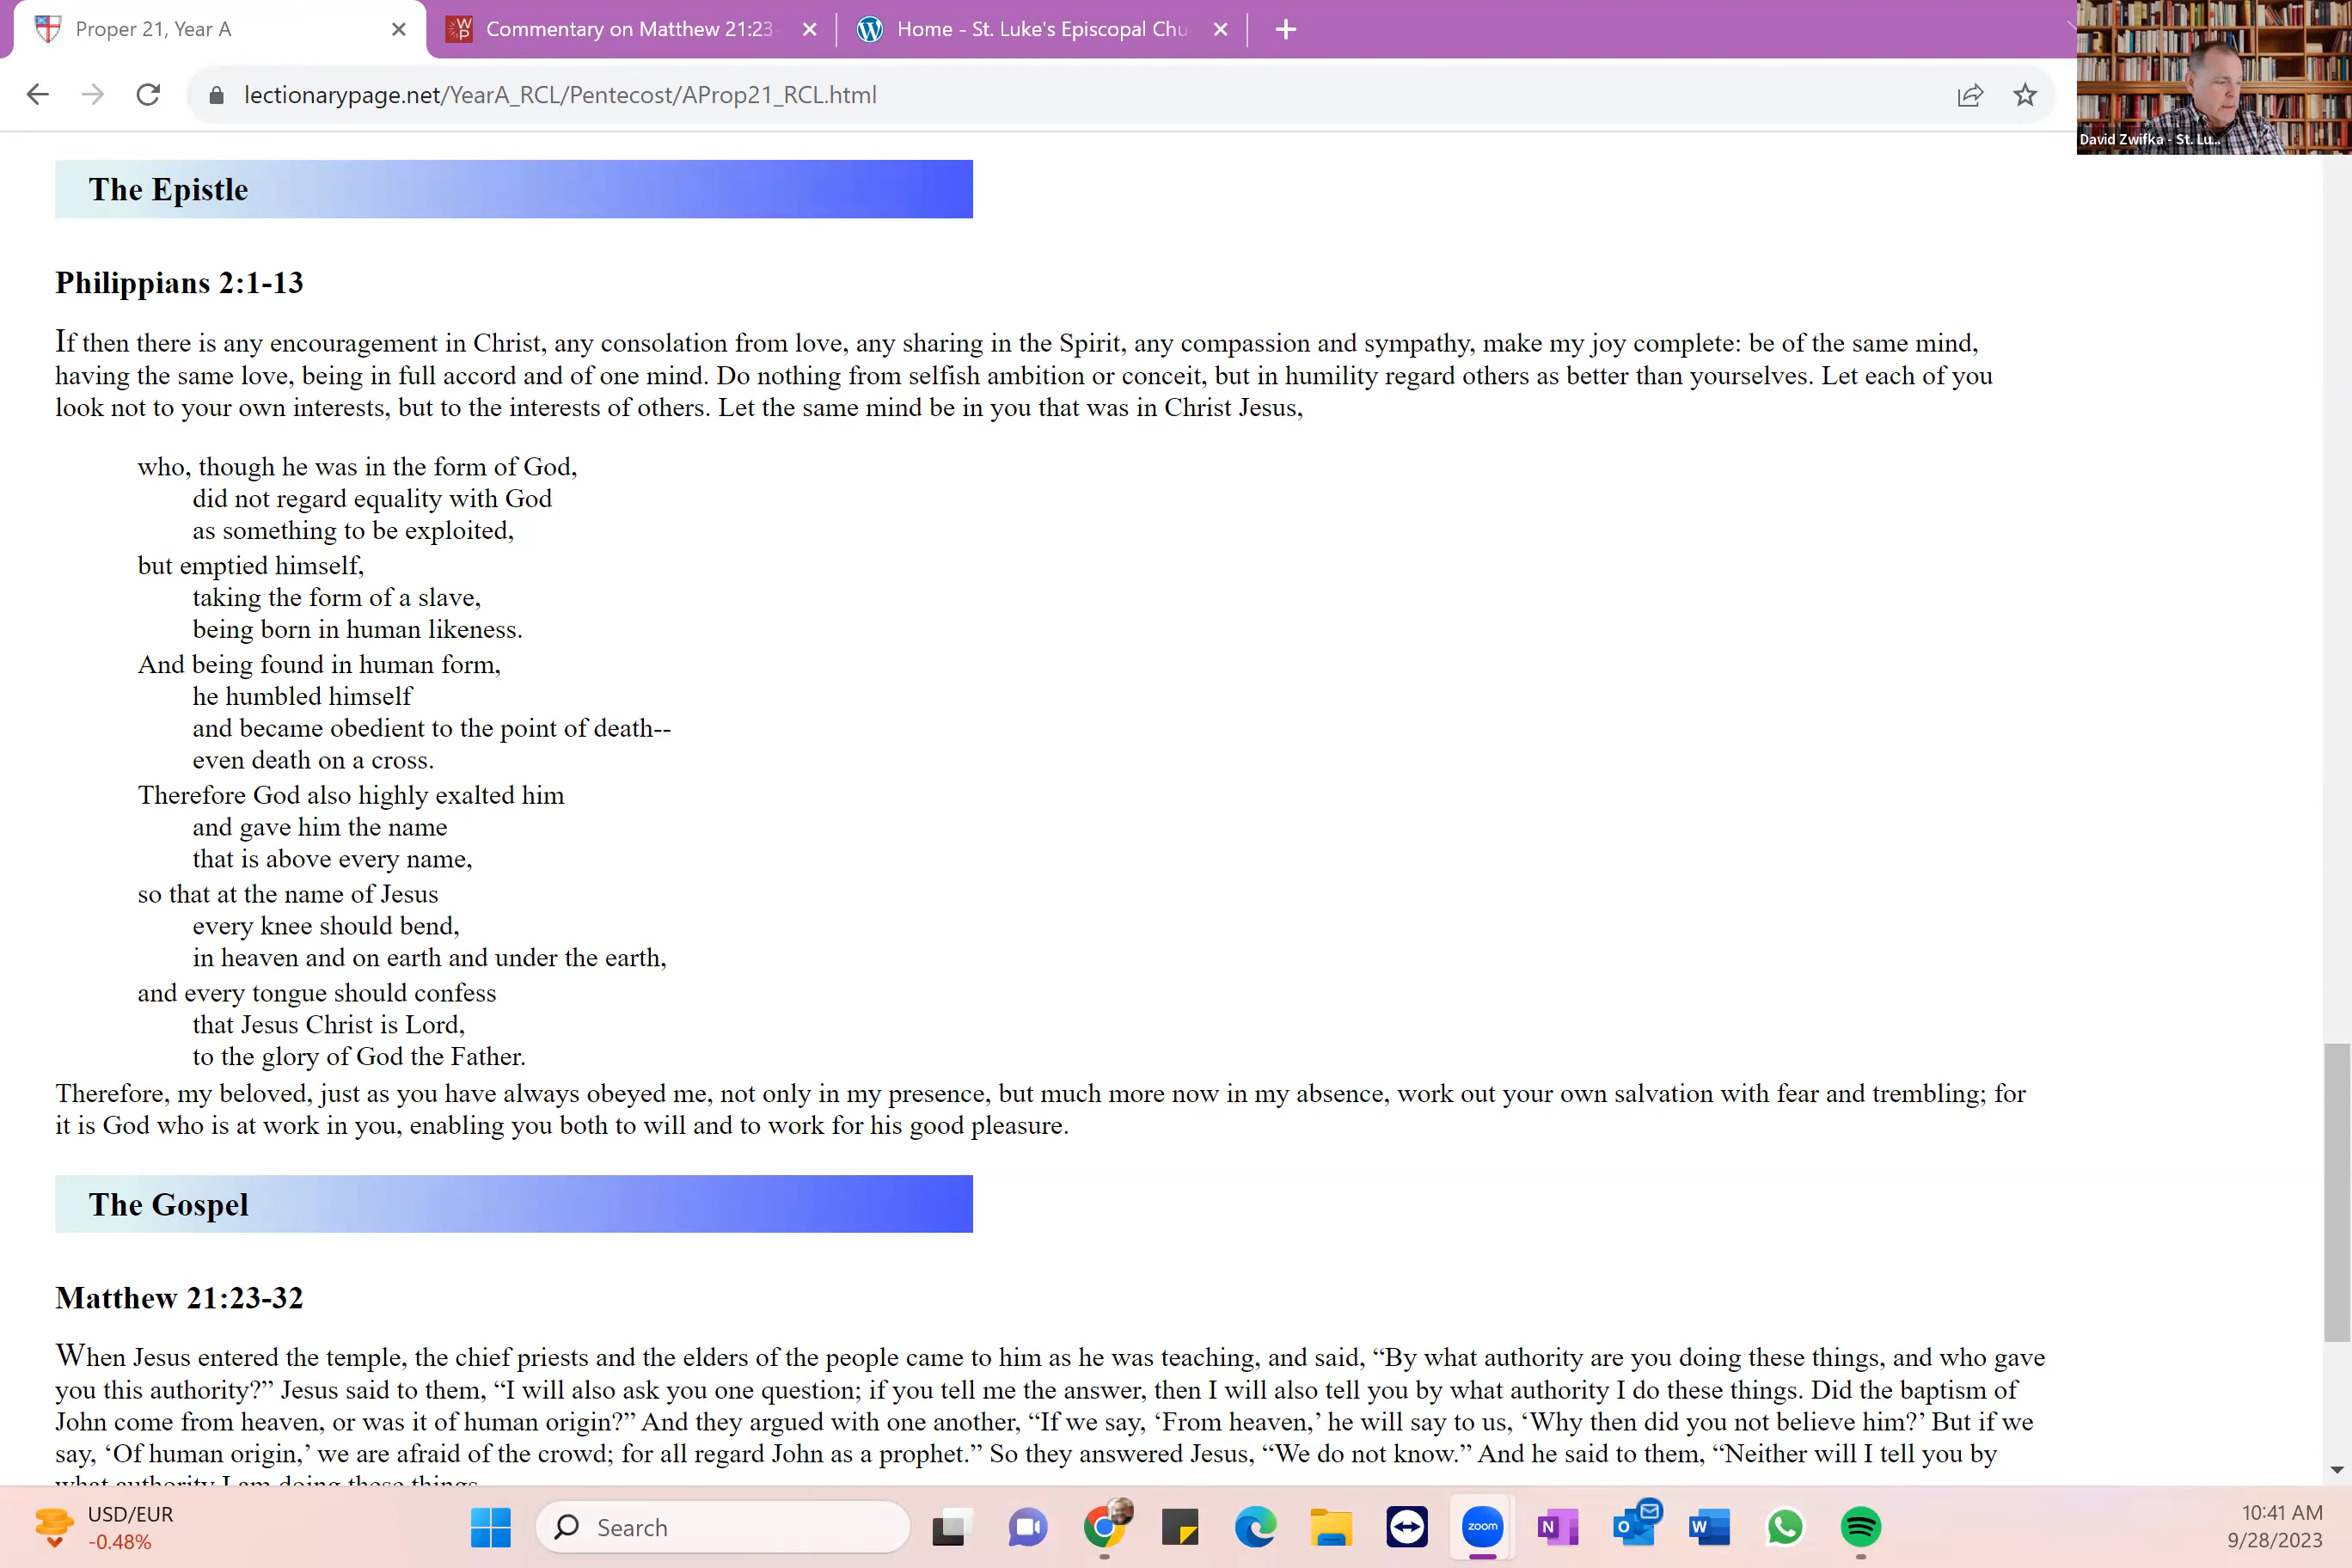 Proper 21, Year A
Commentary on Matthew 21:23-
Home - St. Luke's Episcopal Chu
lectionarypage.net/YearA_RCL/Pentecost/AProp21_RCL.html
David Zwifka - St. Lu...
The Epistle
Philippians 2:1-13
If then there is any encouragement in Christ, any consolation from love, any sharing in the Spirit, any compassion and sympathy, make my joy complete: be of the same mind,
having the same love, being in full accord and of one mind. Do nothing from selfish ambition or conceit, but in humility regard others as better than yourselves. Let each of you
look not to your own interests, but to the interests of others. Let the same mind be in you that was in Christ Jesus,
who, though he was in the form of God,
did not regard equality with God
as something to be exploited,
but emptied himself,
taking the form of a slave,
being born in human likeness.
And being found in human form,
he humbled himself
and became obedient to the point of death--
even death on a cross.
Therefore God also highly exalted him
and gave him the name
that is above every name,
so that at the name of Jesus
every knee should bend,
in heaven and on earth and under the earth,
and every tongue should confess
that Jesus Christ is Lord,
to the glory of God the Father.
Therefore, my beloved, just as you have always obeyed me, not only in my presence, but much more now in my absence, work out your own salvation with fear and trembling; for
it is God who is at work in you, enabling you both to will and to work for his good pleasure.
The Gospel
Matthew 21:23-32
When Jesus entered the temple, the chief priests and the elders of the people came to him as he was teaching, and said, “By what authority are you doing these things, and who gave
you this authority?” Jesus said to them, “I will also ask you one question; if you tell me the answer, then I will also tell you by what authority I do these things. Did the baptism of
John come from heaven, or was it of human origin?” And they argued with one another, “If we say, ‘From heaven,’ he will say to us, ‘Why then did you not believe him?’ But if we
say, ‘Of human origin,’ we are afraid of the crowd; for all regard John as a prophet.” So they answered Jesus, “We do not know.” And he said to them, “Neither will I tell you by
what authority I am doing these things
USD/EUR
-0.48%
Search
zoom
10:41 AM
9/28/2023